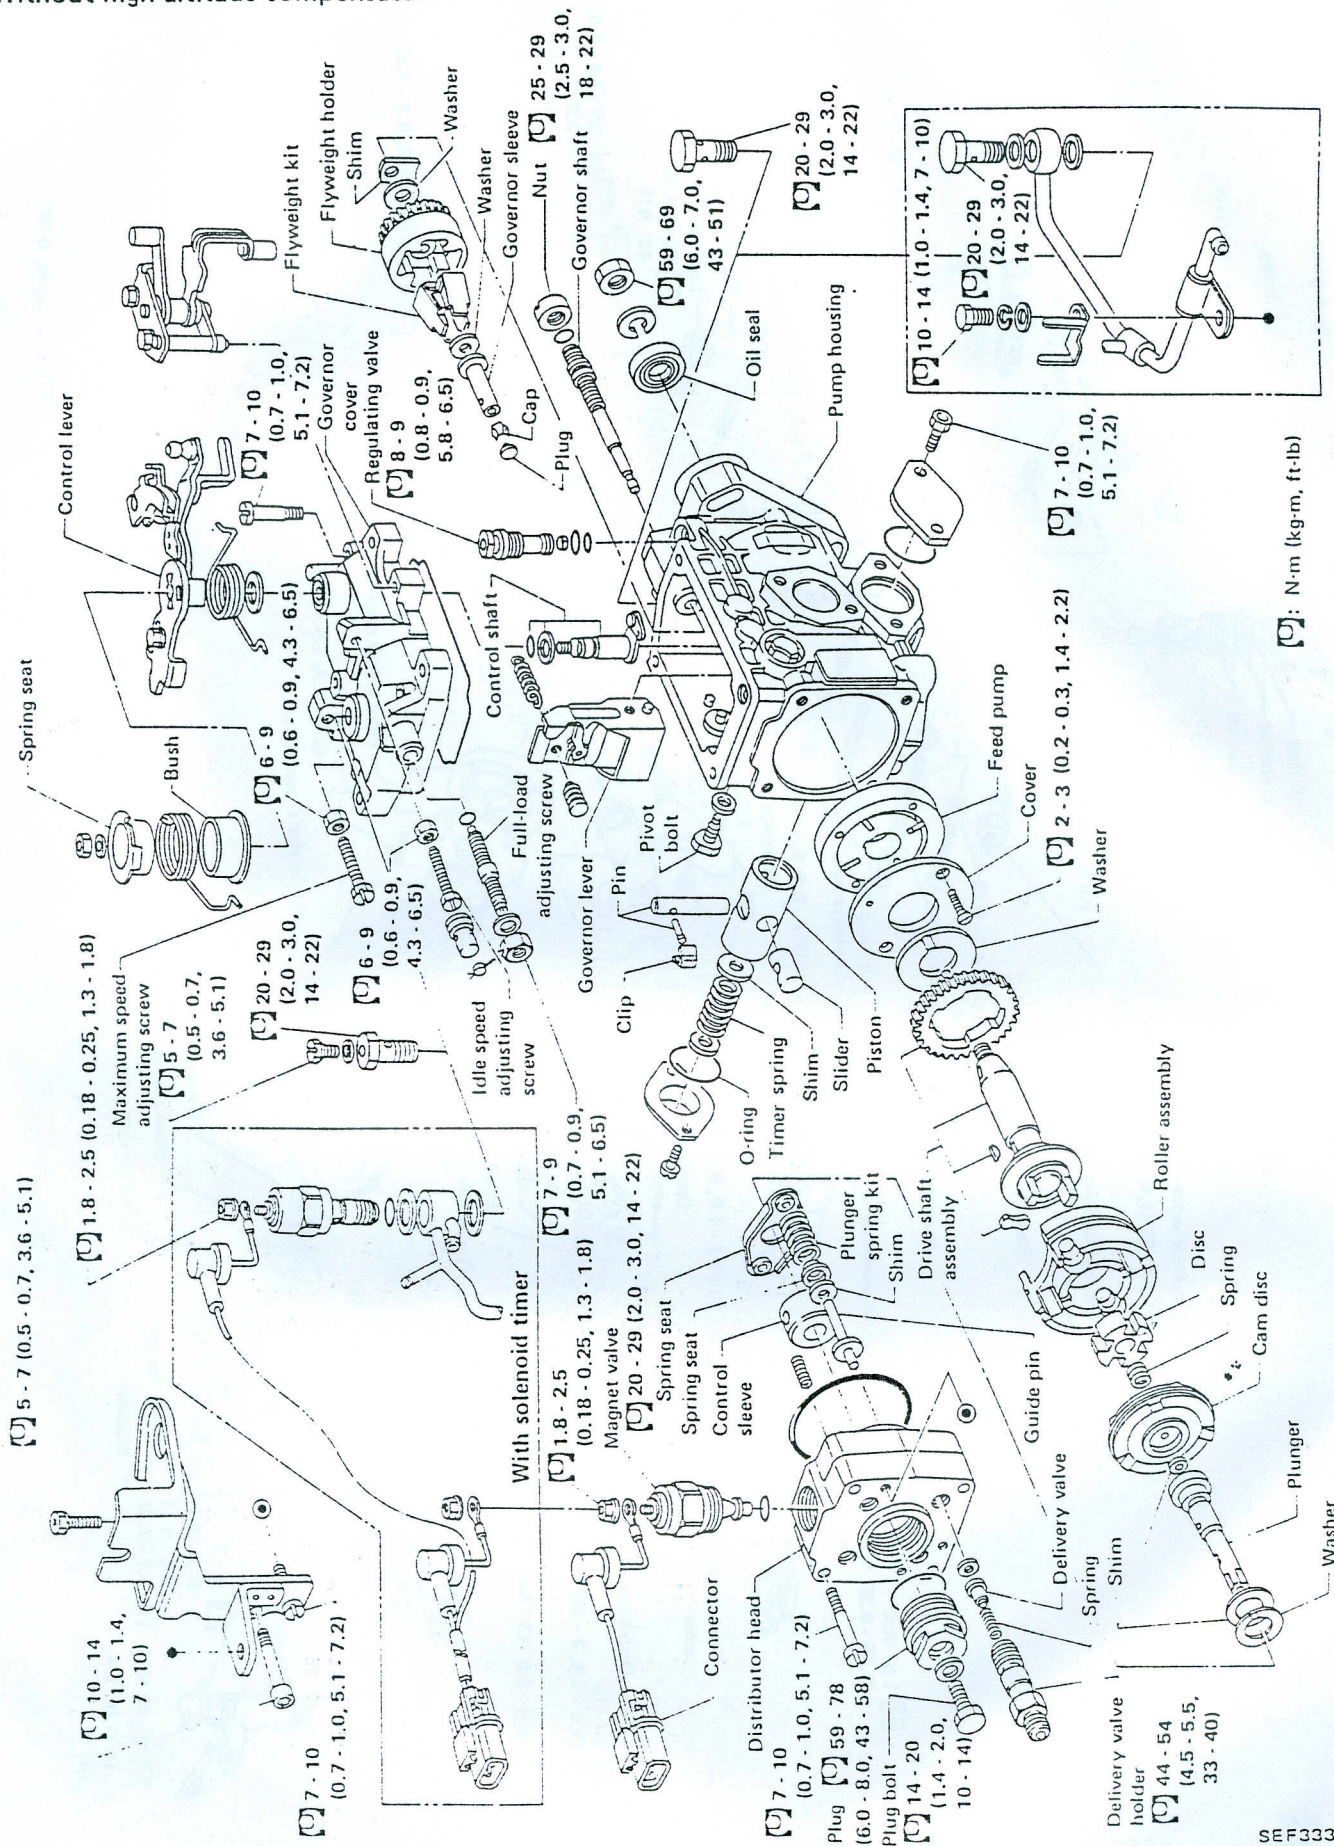 Without high altitude compensat
5 - 7 (0.5 - 0.7, 3.6 - 5.1)
1.8 - 2.5 (0.18 - 0.25, 1.3 - 1.8)
Maximum speed
adjusting screw
5 - 7
(0.5 - 0.7,
3.6 - 5.1)
20 - 29
(2.0 - 3.0,
14 - 22)
6 - 9
(0.6 - 0.9,
4.3 - 6.5)
Idle speed
adjusting
screw
7 - 9
(0.7 - 0.9,
5.1 - 6.5)
Spring seat
Bush
6 - 9
(0.6 - 0.9, 4.3 - 6.5)
Full-load
adjusting screw
Control lever
7 - 10
(0.7 - 1.0,
5.1 - 7.2)
Governor
cover
Regulating valve
8 - 9
(0.8 - 0.9,
5.8 - 6.5)
Control shaft
Flyweight kit
Flyweight holder
Shim
Washer
Washer
Governor sleeve
Cap
Plug
Nut
25 - 29
(2.5 - 3.0,
18 - 22)
Governor shaft
59 - 69
(6.0 - 7.0,
43 - 51)
Oil seal
Pump housing
20 - 29
(2.0 - 3.0,
14 - 22)
10 - 14 (1.0 - 1.4, 7 - 10)
20 - 29
(2.0 - 3.0,
14 - 22)
7 - 10
(0.7 - 1.0,
5.1 - 7.2)
Governor lever
Pivot
bolt
Pin
Clip
Feed pump
Cover
2 - 3 (0.2 - 0.3, 1.4 - 2.2)
Washer
O-ring
Timer spring
Shim
Slider
Piston
10 - 14
(1.0 - 1.4,
7 - 10)
7 - 10
(0.7 - 1.0, 5.1 - 7.2)
With solenoid timer
1.8 - 2.5
(0.18 - 0.25, 1.3 - 1.8)
Magnet valve
20 - 29 (2.0 - 3.0, 14 - 22)
Spring seat
Spring seat
Control
sleeve
Plunger
spring kit
Shim
Drive shaft
assembly
Roller assembly
Disc
Spring
Cam disc
Guide pin
Connector
Distributor head
7 - 10
(0.7 - 1.0, 5.1 - 7.2)
Plug
59 - 78
(6.0 - 8.0, 43 - 58)
Plug bolt
14 - 20
(1.4 - 2.0,
10 - 14)
Delivery valve
Spring
Shim
Plunger
Washer
Delivery valve
holder
44 - 54
(4.5 - 5.5,
33 - 40)
: N·m (kg-m, ft-lb)
SEF333